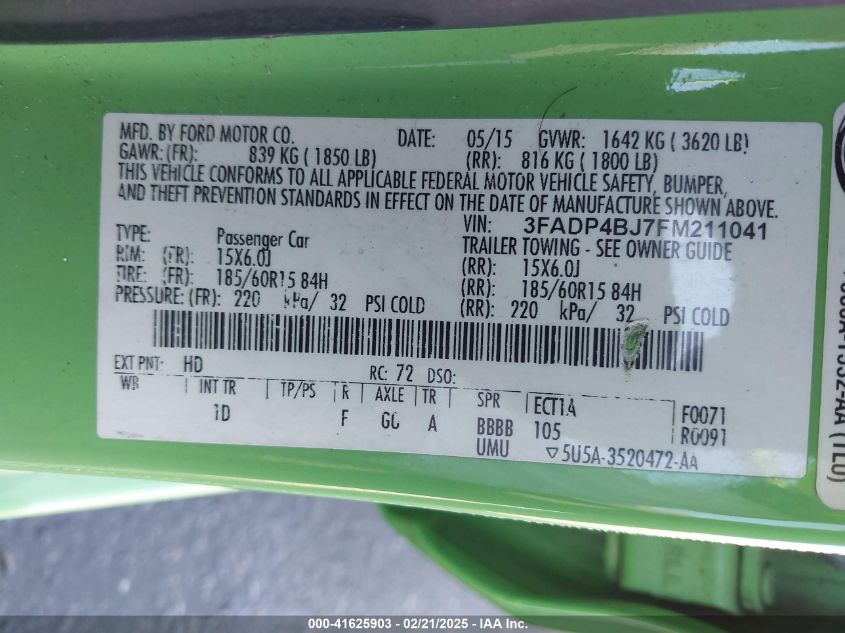 MFD. BY FORD MOTOR CO. DATE: 05/15 GVWR: 1642 KG ( 3620 LB)
GAWR: (FR): 839 KG ( 1850 LB) (RR): 816 KG ( 1800 LB)
THIS VEHICLE CONFORMS TO ALL APPLICABLE FEDERAL MOTOR VEHICLE SAFETY, BUMPER,
AND THEFT PREVENTION STANDARDS IN EFFECT ON THE DATE OF MANUFACTURE SHOWN ABOVE.
VIN: 3FADP4BJ7FM211041
TYPE: Passenger Car TRAILER TOWING - SEE OWNER GUIDE
RIM: (FR): 15X6.0J (RR): 15X6.0J
TIRE: (FR): 185/60R15 84H (RR): 185/60R15 84H
PRESSURE: (FR): 220 kPa/ 32 PSI COLD (RR): 220 kPa/ 32 PSI COLD
EXT PNT: HD RC: 72 DSO:
WB INT TR TP/PS R AXLE TR SPR ECT1A F0071
1D F GG A BBBB 105 R0091
UMU ▽5U5A-3520472-AA
000-41625903 - 02/21/2025 - IAA Inc.